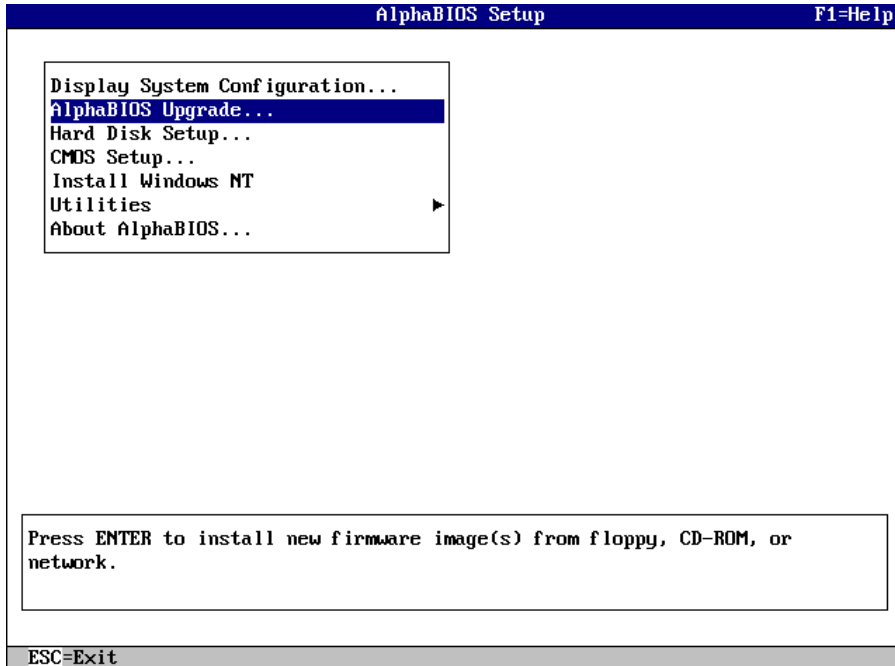 AlphaBIOS Setup F1=Help
Display System Configuration...
AlphaBIOS Upgrade...
Hard Disk Setup...
CMOS Setup...
Install Windows NT
Utilities
About AlphaBIOS...
Press ENTER to install new firmware image(s) from floppy, CD-ROM, or
network.
ESC=Exit